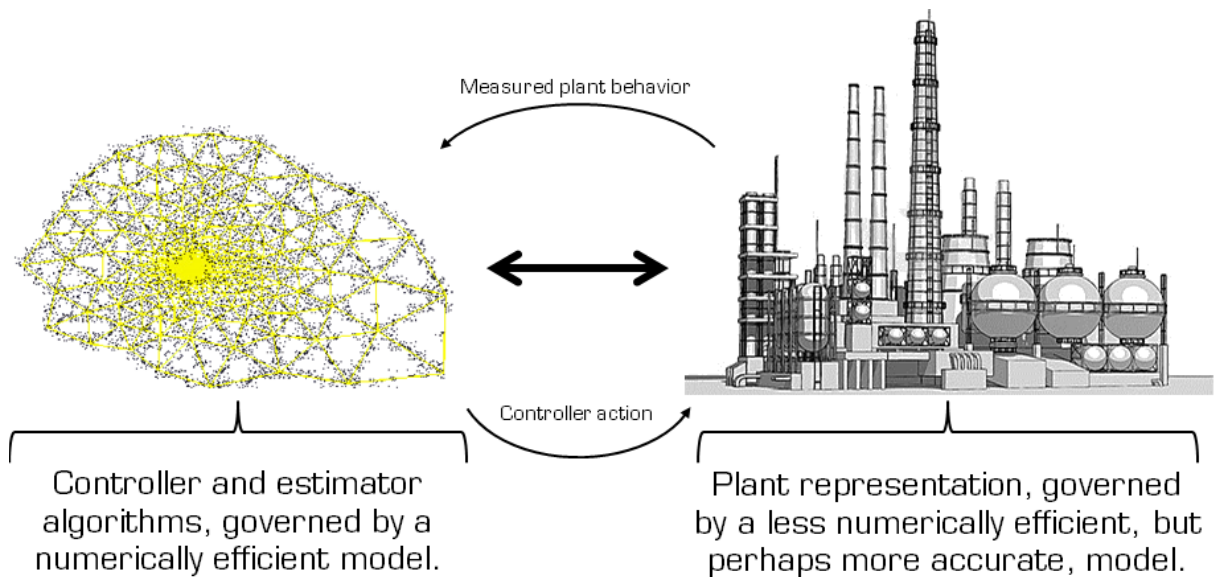 Measured plant behavior
Controller action
Controller and estimator
algorithms, governed by a
numerically efficient model.
Plant representation, governed
by a less numerically efficient, but
perhaps more accurate, model.